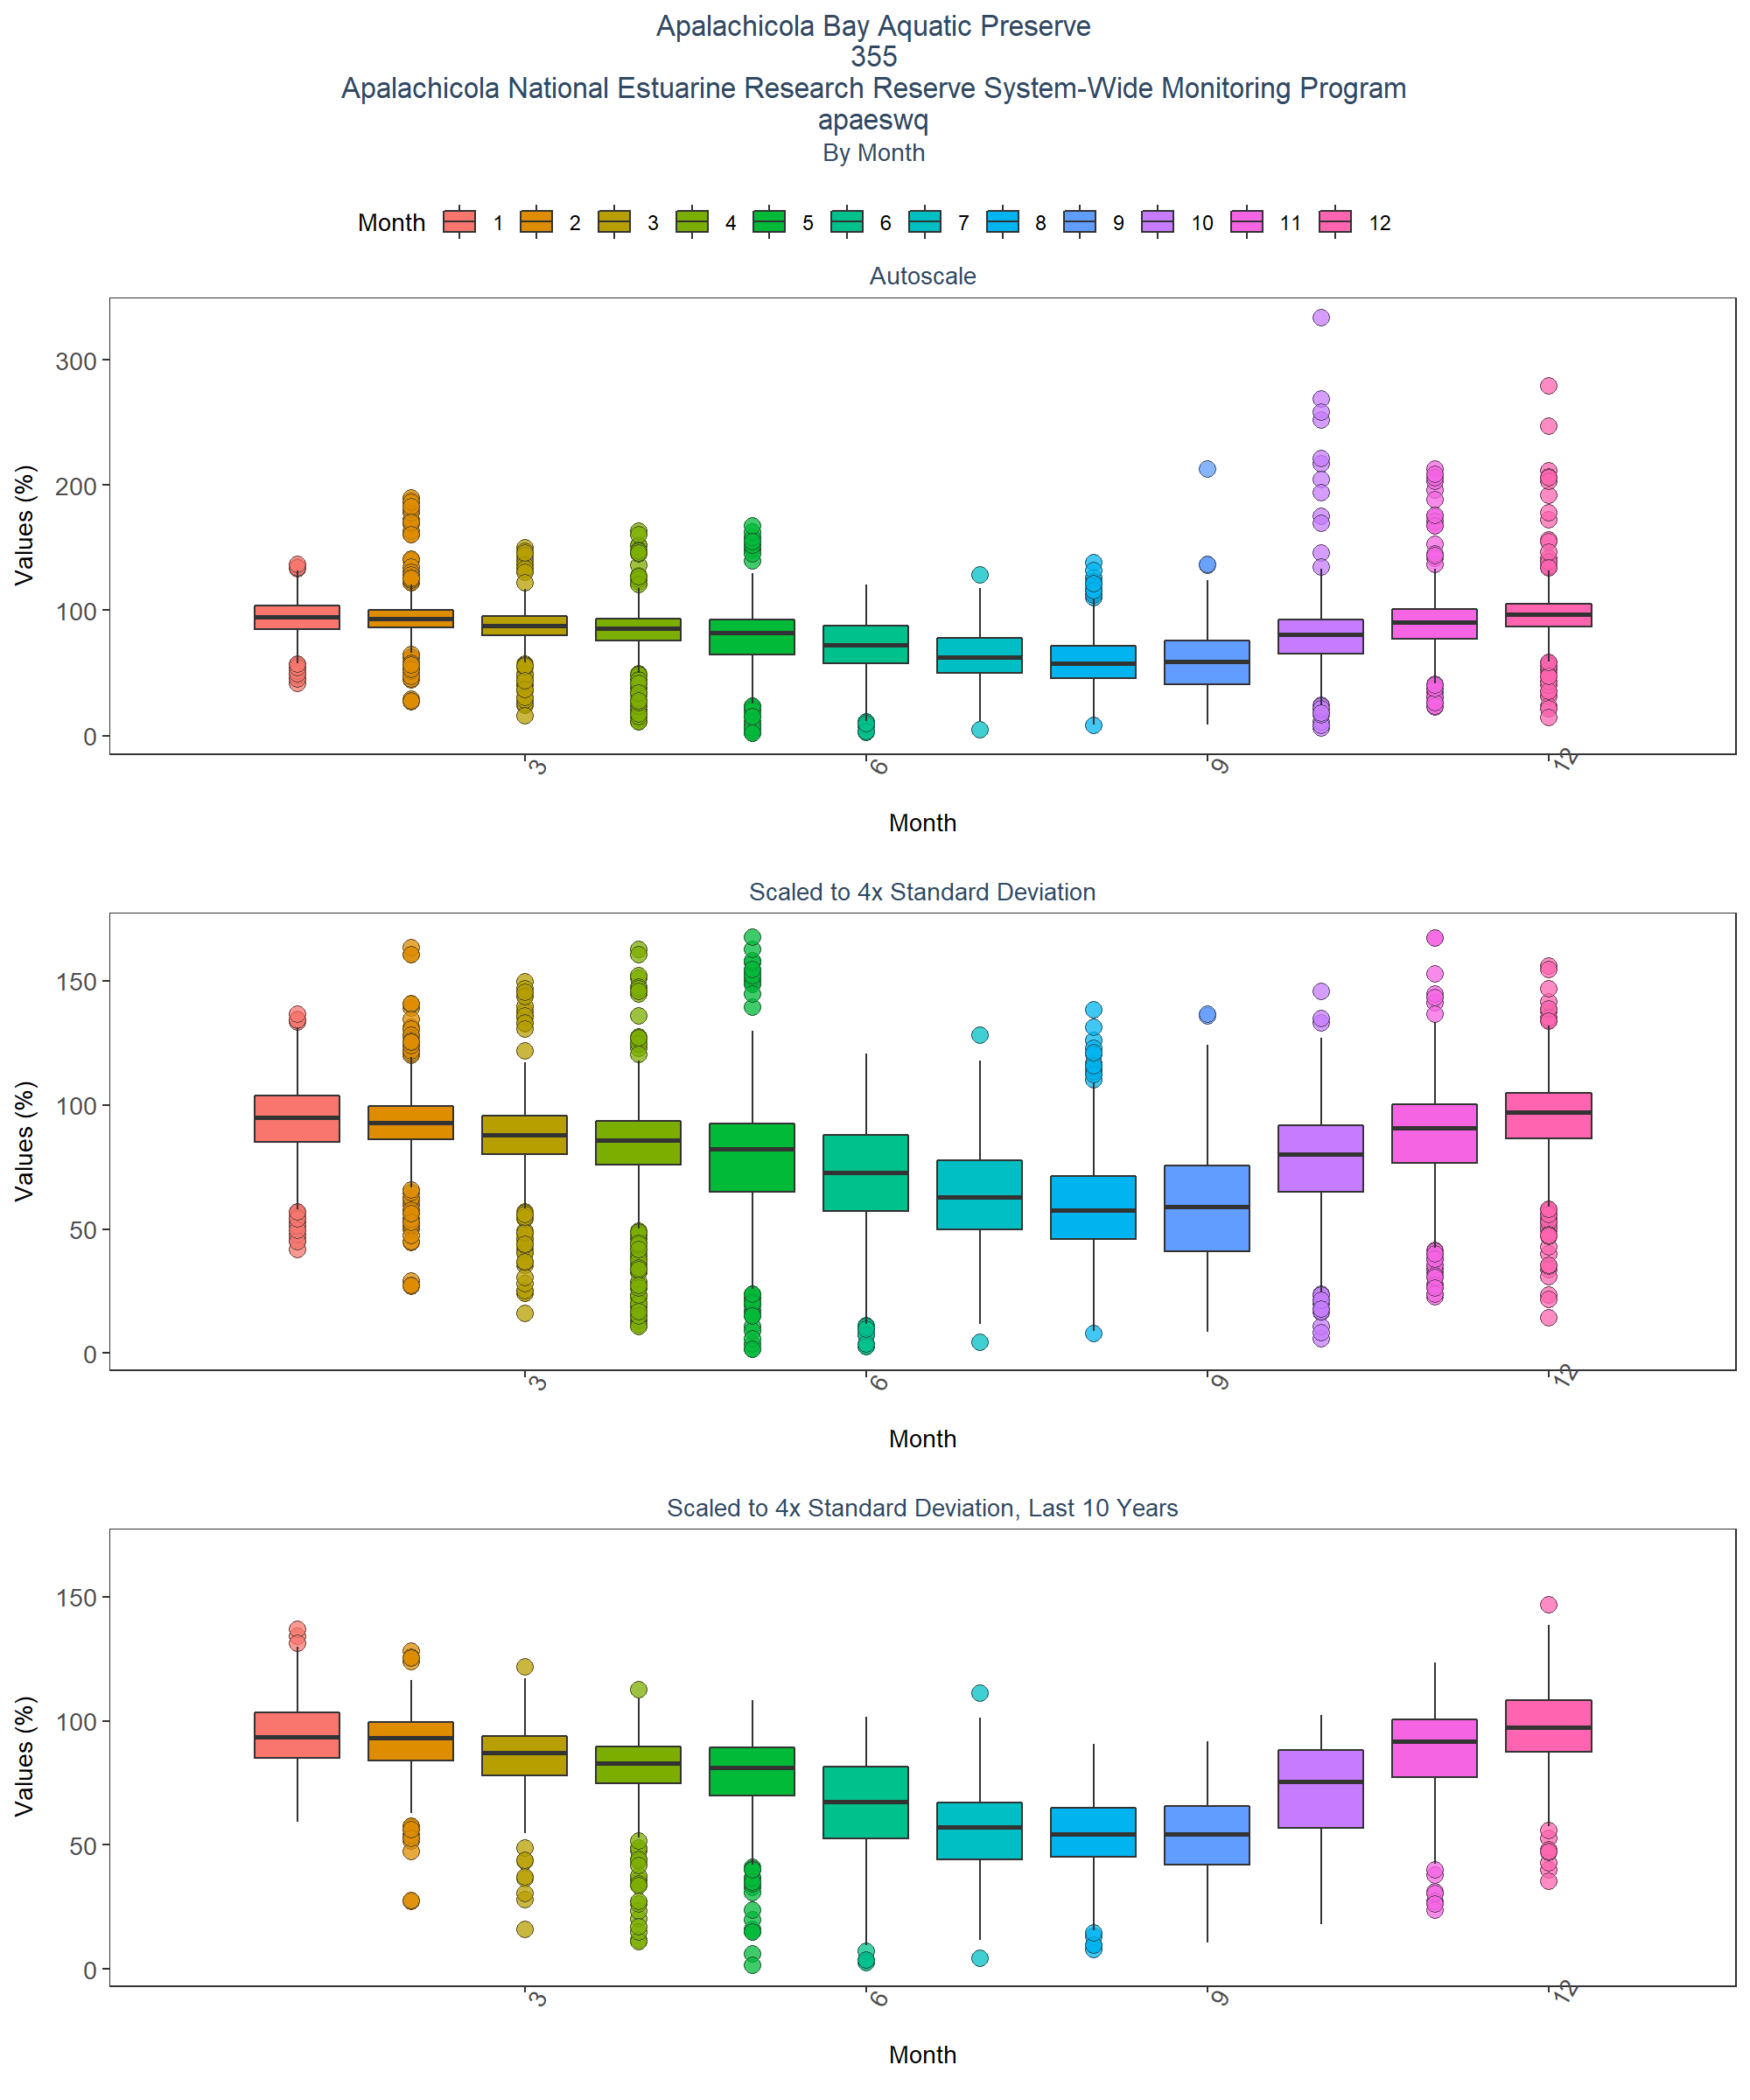 Apalachicola Bay Aquatic Preserve
355
Apalachicola National Estuarine Research Reserve System-Wide Monitoring Program
apaeswq
By Month
Month 1 2 3 4 5 6 7 8 9 10 11 12
Autoscale
Values (%)
300
200
100
0
3 6 9 12
Month
Scaled to 4x Standard Deviation
Values (%)
150
100
50
0
3 6 9 12
Month
Scaled to 4x Standard Deviation, Last 10 Years
Values (%)
150
100
50
0
3 6 9 12
Month